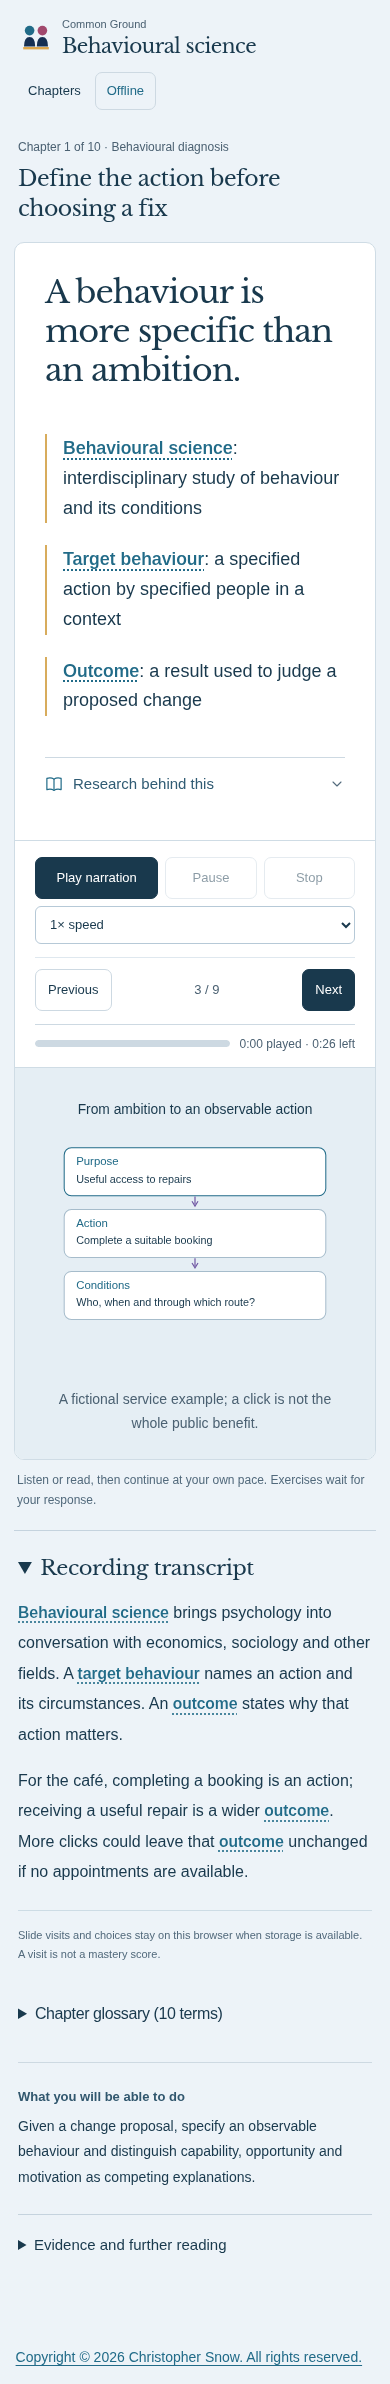 Common Ground
Behavioural science
Chapters
Offline
Chapter 1 of 10 · Behavioural diagnosis
Define the action before
choosing a fix
A behaviour is
more specific than
an ambition.
Behavioural science:
interdisciplinary study of behaviour
and its conditions
Target behaviour: a specified
action by specified people in a
context
Outcome: a result used to judge a
proposed change
Research behind this
Play narration
Pause
Stop
1× speed
Previous
3 / 9
Next
0:00 played · 0:26 left
From ambition to an observable action
Purpose
Useful access to repairs
Action
Complete a suitable booking
Conditions
Who, when and through which route?
A fictional service example; a click is not the
whole public benefit.
Listen or read, then continue at your own pace. Exercises wait for
your response.
Recording transcript
Behavioural science brings psychology into
conversation with economics, sociology and other
fields. A target behaviour names an action and
its circumstances. An outcome states why that
action matters.
For the café, completing a booking is an action;
receiving a useful repair is a wider outcome.
More clicks could leave that outcome unchanged
if no appointments are available.
Slide visits and choices stay on this browser when storage is available.
A visit is not a mastery score.
Chapter glossary (10 terms)
What you will be able to do
Given a change proposal, specify an observable
behaviour and distinguish capability, opportunity and
motivation as competing explanations.
Evidence and further reading
Copyright © 2026 Christopher Snow. All rights reserved.